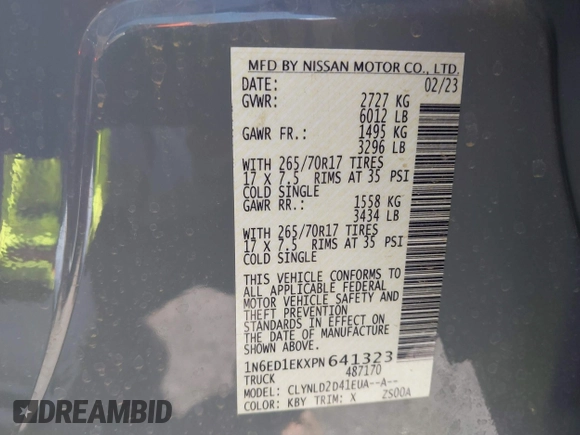 MFD BY NISSAN MOTOR CO., LTD.
DATE: 02/23
GVWR: 2727 KG
6012 LB
GAWR FR.: 1495 KG
3296 LB
WITH 265/70R17 TIRES
17 X 7.5 RIMS AT 35 PSI
COLD SINGLE
GAWR RR.: 1558 KG
3434 LB
WITH 265/70R17 TIRES
17 X 7.5 RIMS AT 35 PSI
COLD SINGLE
THIS VEHICLE CONFORMS TO
ALL APPLICABLE FEDERAL
MOTOR VEHICLE SAFETY AND
THEFT PREVENTION
STANDARDS IN EFFECT ON
THE DATE OF MANUFACTURE
SHOWN ABOVE.
1N6ED1EKXPN641323
TRUCK 487170
MODEL: CLYNLD2D41EUA--A--
COLOR: KBY TRIM: X 2S00A
DREAMBID